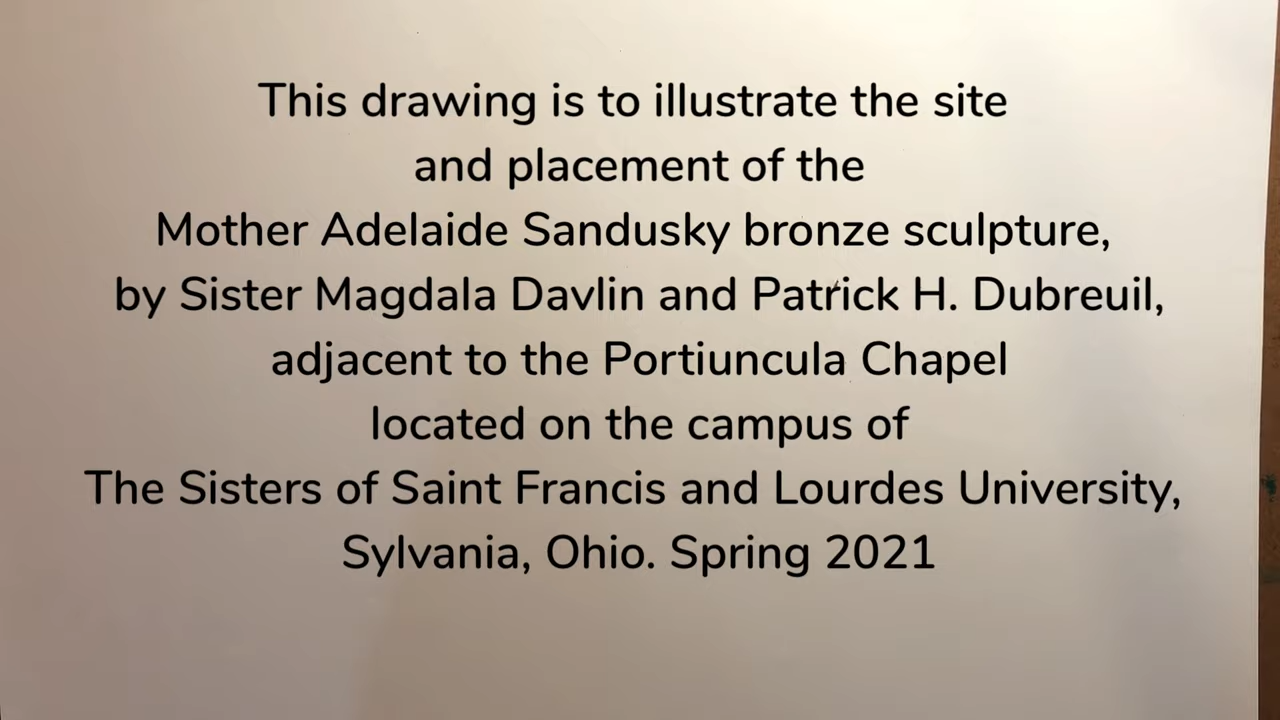 This drawing is to illustrate the site
and placement of the
Mother Adelaide Sandusky bronze sculpture,
by Sister Magdala Davlin and Patrick H. Dubreuil,
adjacent to the Portiuncula Chapel
located on the campus of
The Sisters of Saint Francis and Lourdes University,
Sylvania, Ohio. Spring 2021